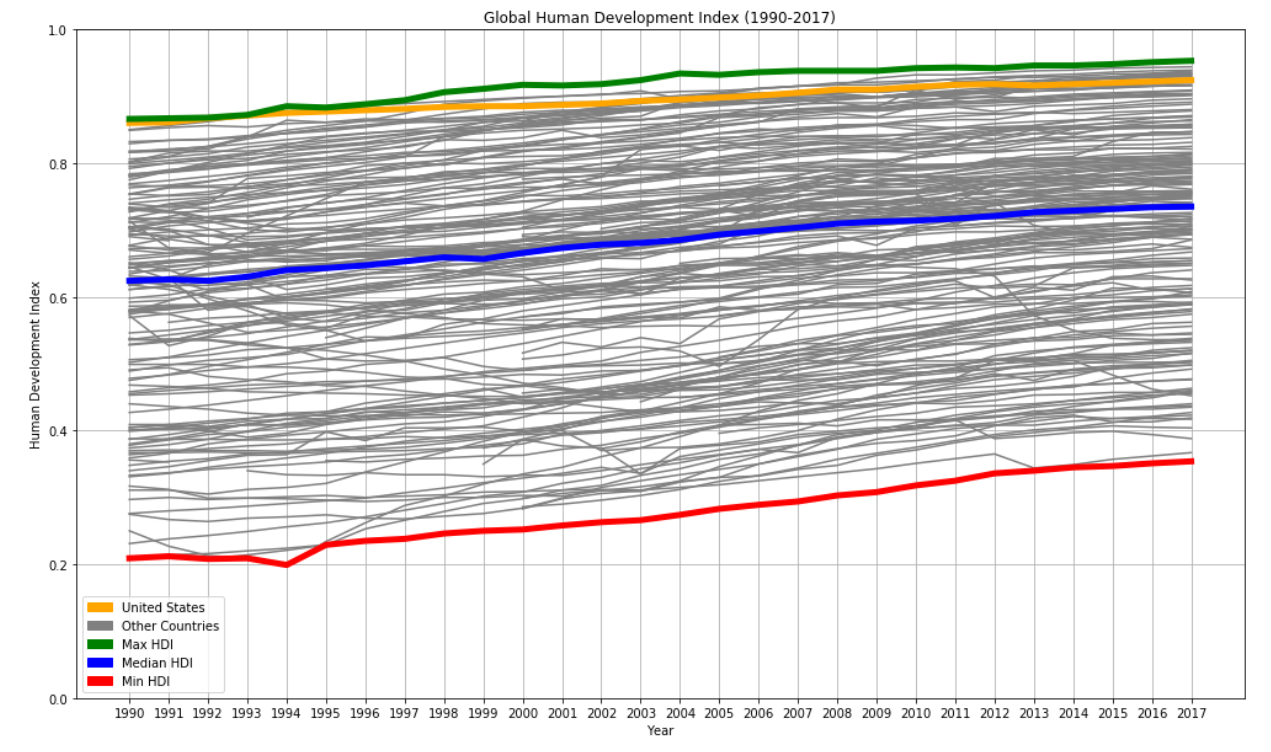 Global Human Development Index (1990-2017)
1.0
0.8
0.6
0.4
0.2
0.0
Human Development Index
United States
Other Countries
Max HDI
Median HDI
Min HDI
1990 1991 1992 1993 1994 1995 1996 1997 1998 1999 2000 2001 2002 2003 2004 2005 2006 2007 2008 2009 2010 2011 2012 2013 2014 2015 2016 2017
Year